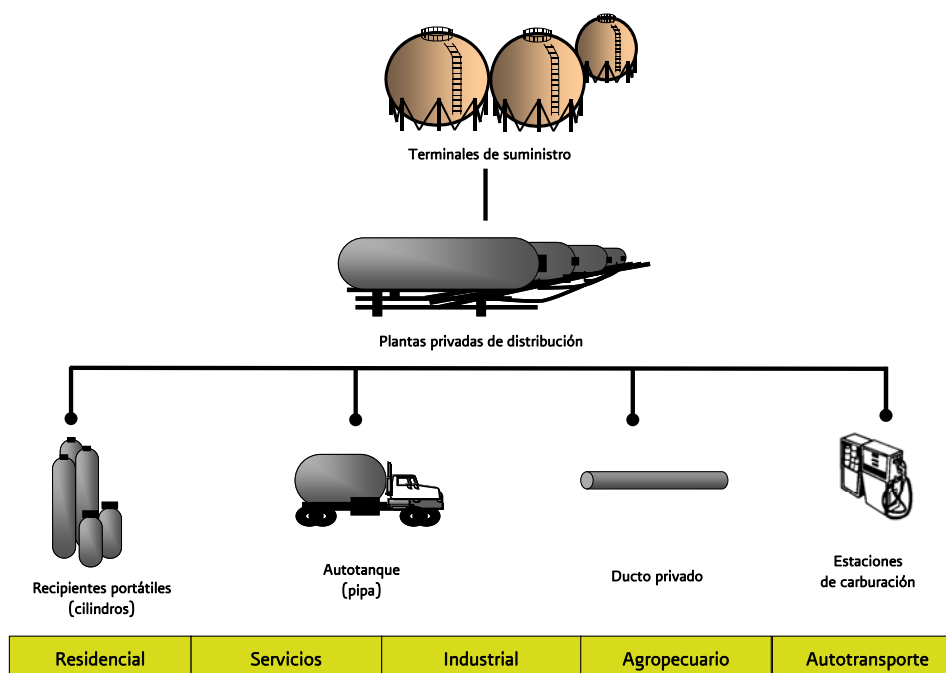 Terminales de suministro
Plantas privadas de distribución
Recipientes portátiles
(cilindros)
Autotanque
(pipa)
Ducto privado
Estaciones
de carburación
Residencial
Servicios
Industrial
Agropecuario
Autotransporte